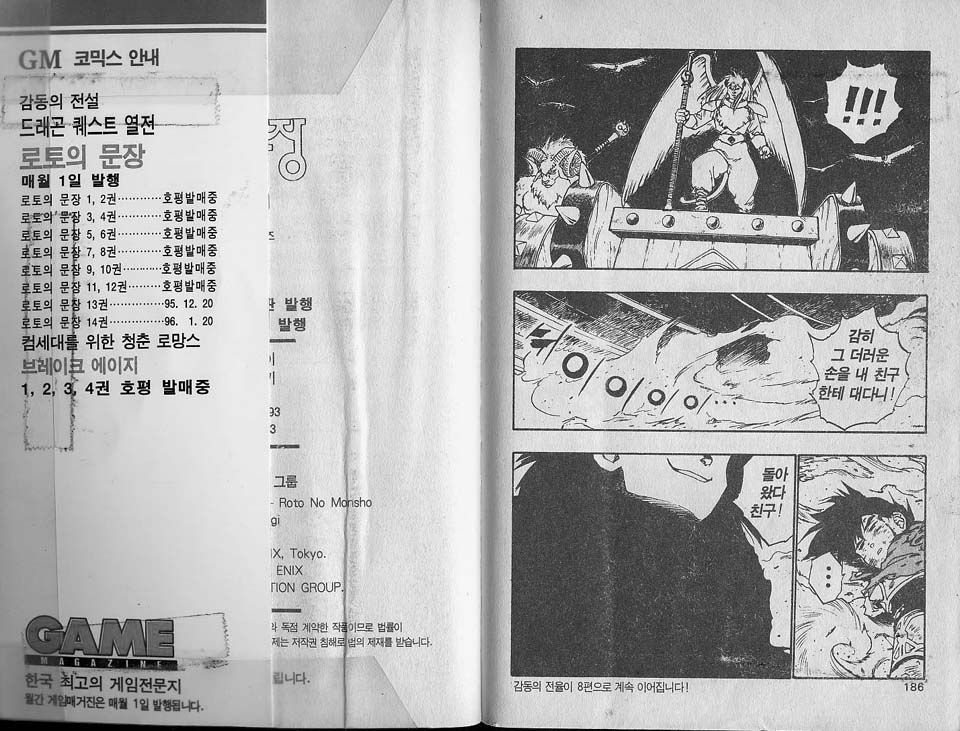 GM 코믹스 안내
감동의 전설
드래곤 퀘스트 열전
로토의 문장
매월 1일 발행
로토의 문장 1, 2권…………호평발매중
로토의 문장 3, 4권…………호평발매중
로토의 문장 5, 6권…………호평발매중
로토의 문장 7, 8권…………호평발매중
로토의 문장 9, 10권…………호평발매중
로토의 문장 11, 12권………호평발매중
로토의 문장 13권……………95. 12. 20
로토의 문장 14권……………96. 1. 20
컴세대를 위한 청춘 로망스
브레이크 에이지
1, 2, 3, 4권 호평 발매중
GAME
MAGAZINE
한국 최고의 게임전문지
월간 게임매거진은 매월 1일 발행됩니다.
장
발행
발행
93
3
그룹
- Roto No Monsho
gi
IX, Tokyo.
ENIX
TION GROUP.
와 독점 계약한 작품이므로 법률이
제는 저작권 침해로 법의 제재를 받습니다.
립니다.
!!!
감히
그 더러운
손을 내 친구
한테 대다니!
돌아
왔다
친구!
감동의 전율이 8편으로 계속 이어집니다!
186